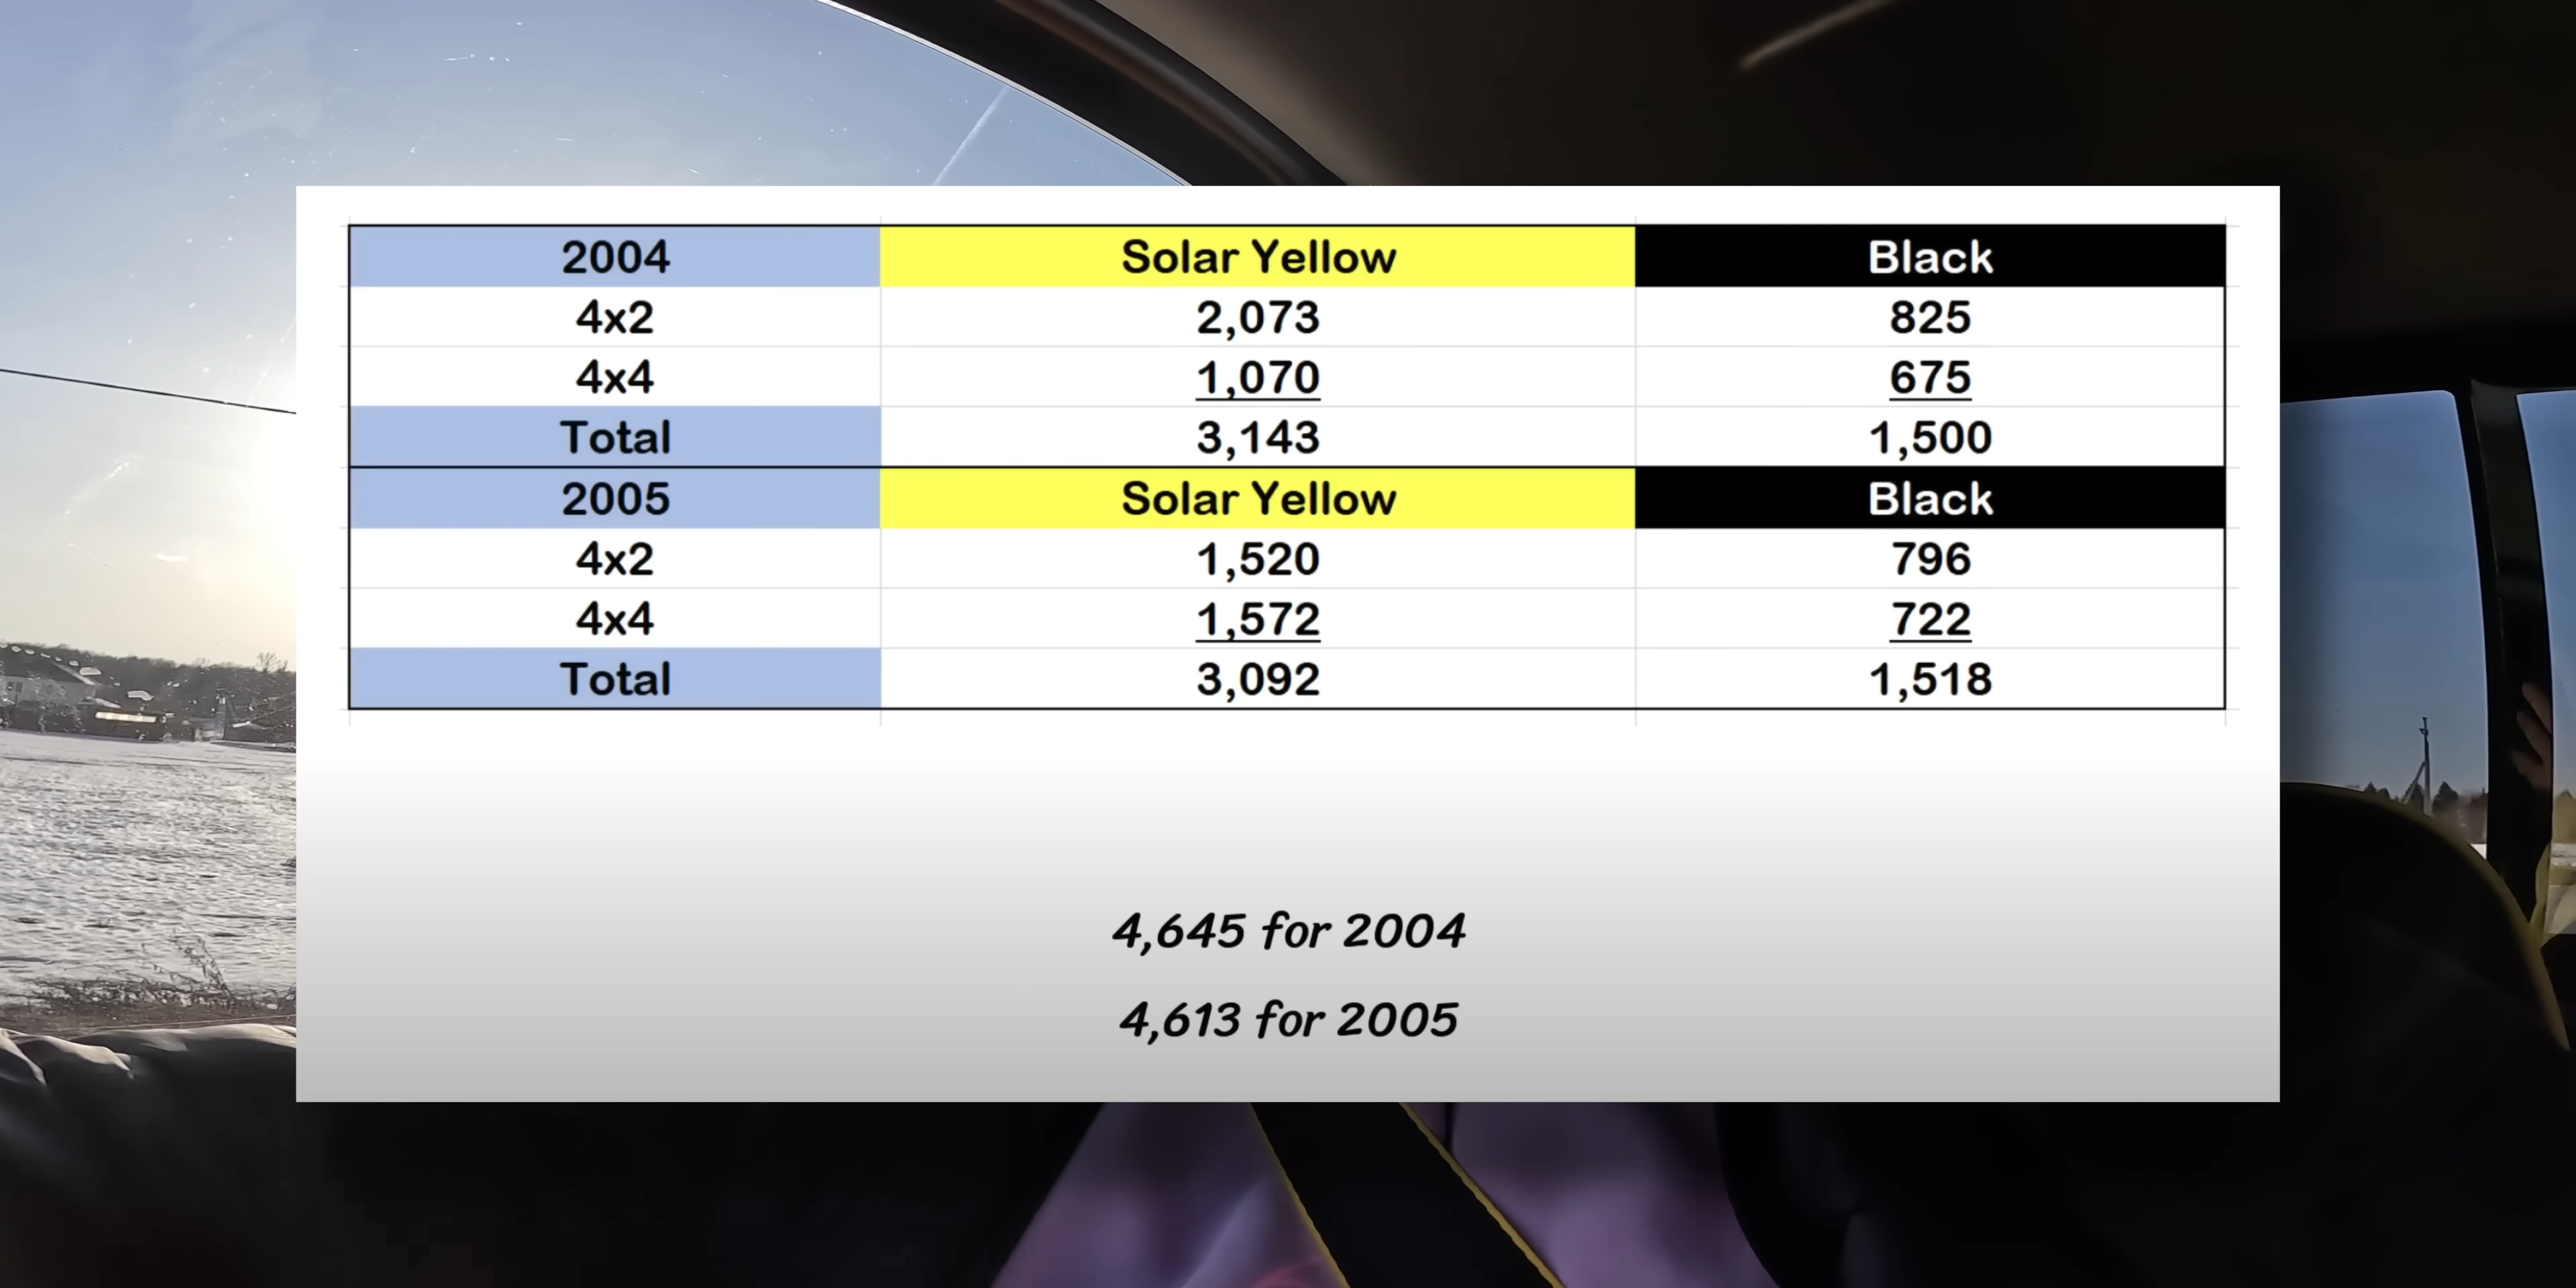 2004 Solar Yellow Black
4x2 2,073 825
4x4 1,070 675
Total 3,143 1,500
2005 Solar Yellow Black
4x2 1,520 796
4x4 1,572 722
Total 3,092 1,518
4,645 for 2004
4,613 for 2005